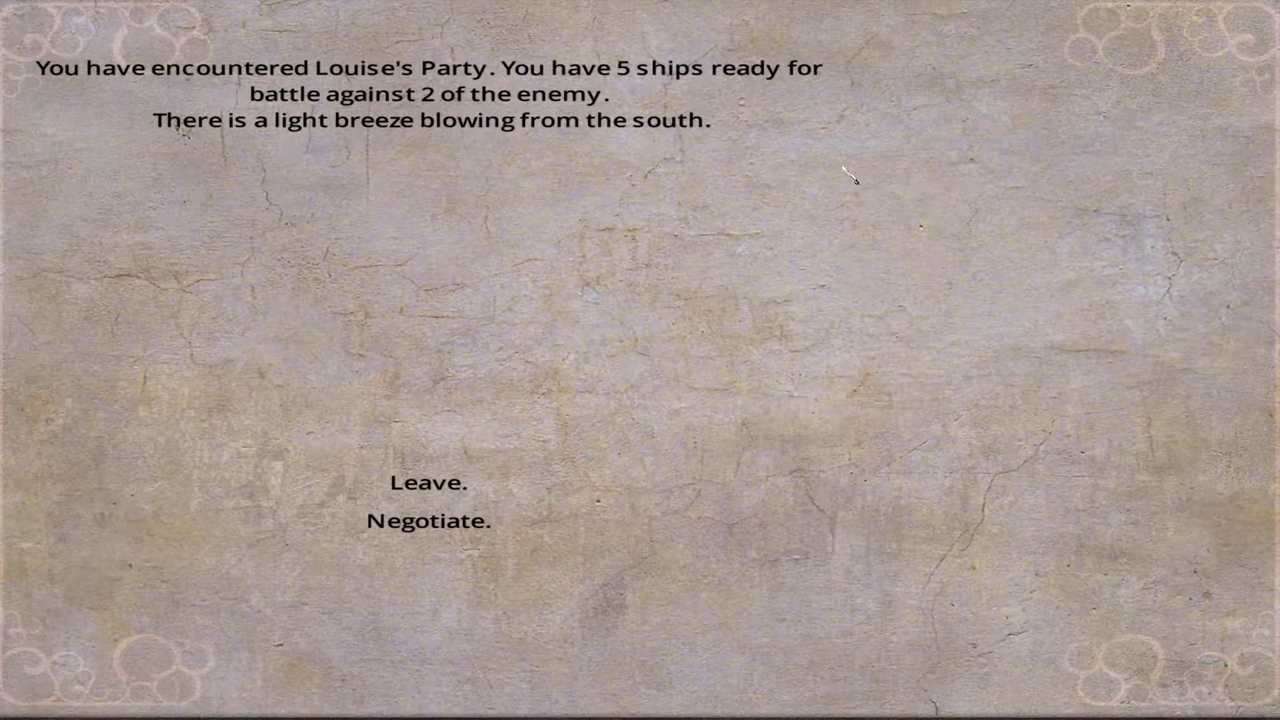 You have encountered Louise's Party. You have 5 ships ready for
battle against 2 of the enemy.
There is a light breeze blowing from the south.
Leave.
Negotiate.